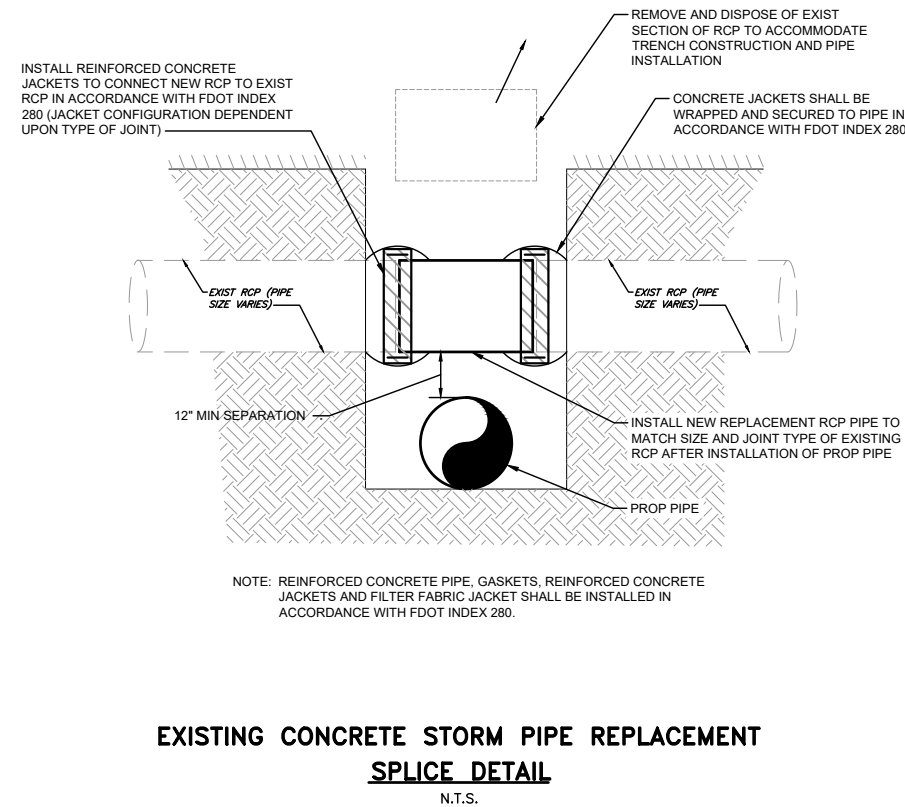 REMOVE AND DISPOSE OF EXIST
SECTION OF RCP TO ACCOMMODATE
TRENCH CONSTRUCTION AND PIPE
INSTALLATION
INSTALL REINFORCED CONCRETE
JACKETS TO CONNECT NEW RCP TO EXIST
RCP IN ACCORDANCE WITH FDOT INDEX
280 (JACKET CONFIGURATION DEPENDENT
UPON TYPE OF JOINT)
CONCRETE JACKETS SHALL BE
WRAPPED AND SECURED TO PIPE IN
ACCORDANCE WITH FDOT INDEX 280
EXIST RCP (PIPE
SIZE VARIES)
EXIST RCP (PIPE
SIZE VARIES)
12" MIN SEPARATION
INSTALL NEW REPLACEMENT RCP PIPE TO
MATCH SIZE AND JOINT TYPE OF EXISTING
RCP AFTER INSTALLATION OF PROP PIPE
PROP PIPE
NOTE: REINFORCED CONCRETE PIPE, GASKETS, REINFORCED CONCRETE
JACKETS AND FILTER FABRIC JACKET SHALL BE INSTALLED IN
ACCORDANCE WITH FDOT INDEX 280.
EXISTING CONCRETE STORM PIPE REPLACEMENT
SPLICE DETAIL
N.T.S.